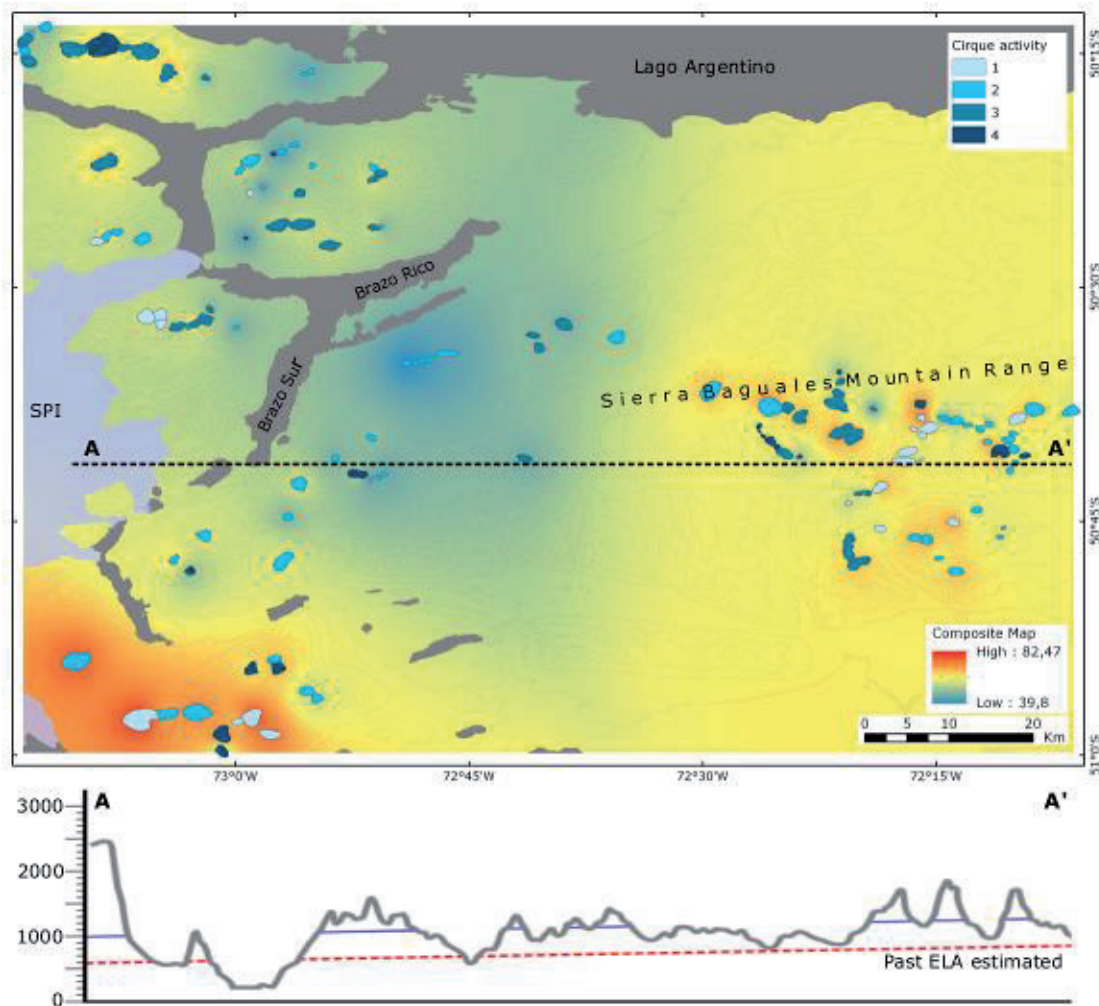 Cirque activity
1
2
3
4
Lago Argentino
50°15'S
Brazo Rico
50°30'S
Brazo Sur
Sierra Baguales Mountain Range
SPI
A
A'
50°45'S
Composite Map
High : 82,47
Low : 39,8
0 5 10 20
Km
51°0'S
73°0'W 72°45'W 72°30'W 72°15'W
A A'
3000
2000
1000
0
Past ELA estimated